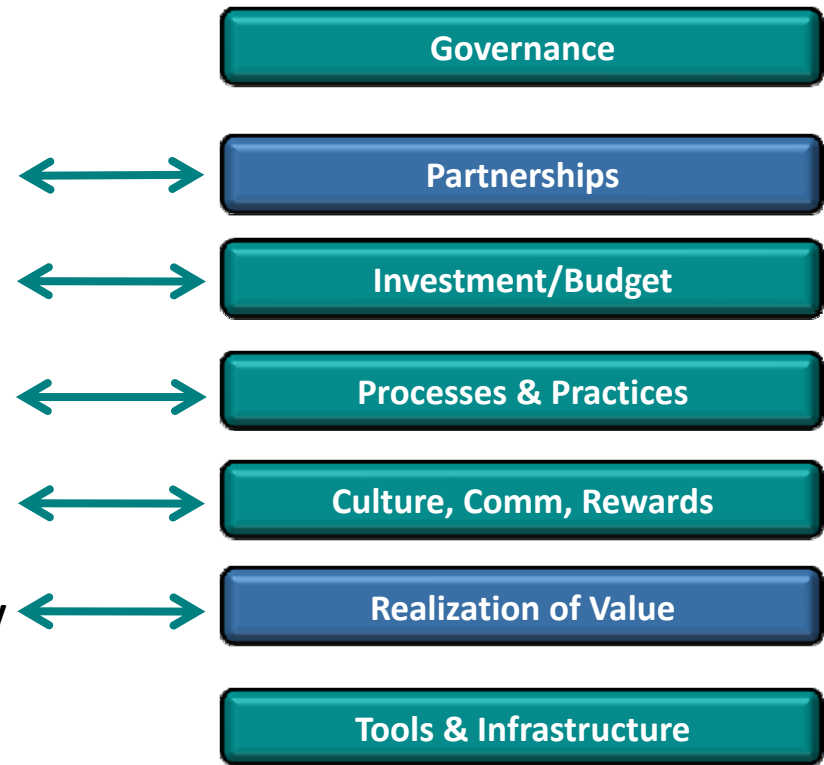 Governance
Partnerships
Investment/Budget
Processes & Practices
Culture, Comm, Rewards
Realization of Value
Tools & Infrastructure